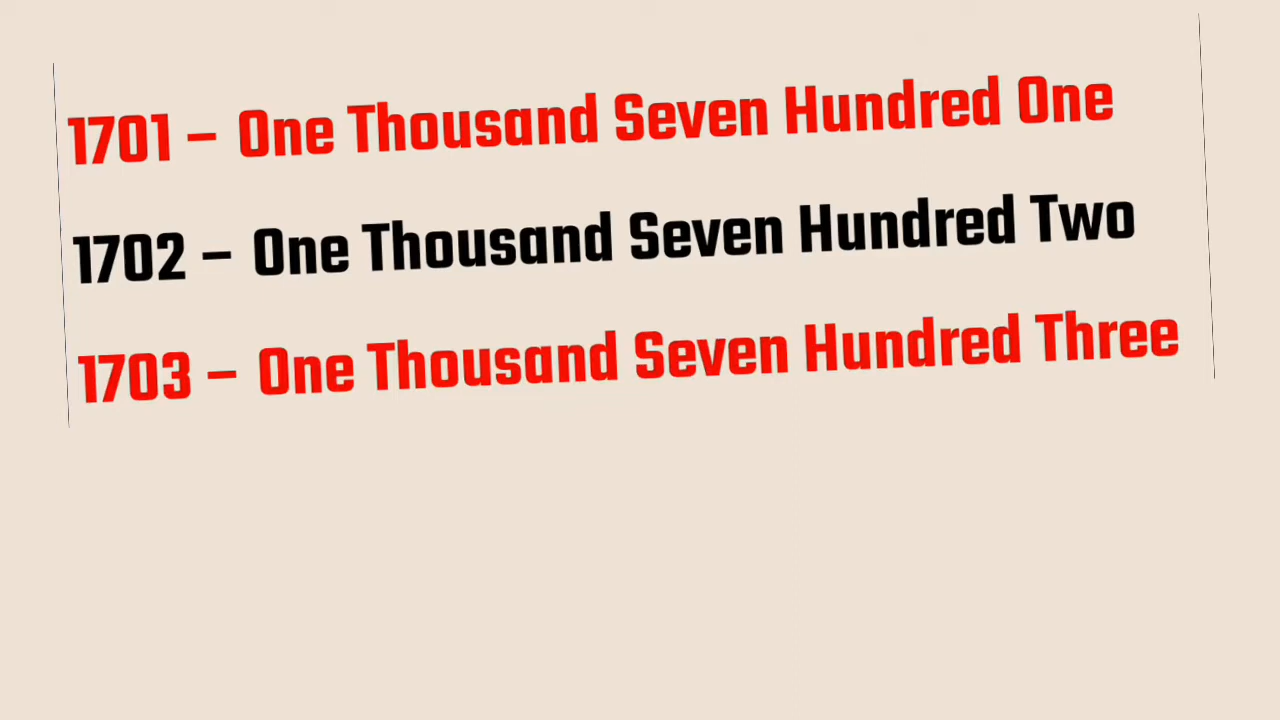 1701 – One Thousand Seven Hundred One
1702 – One Thousand Seven Hundred Two
1703 – One Thousand Seven Hundred Three